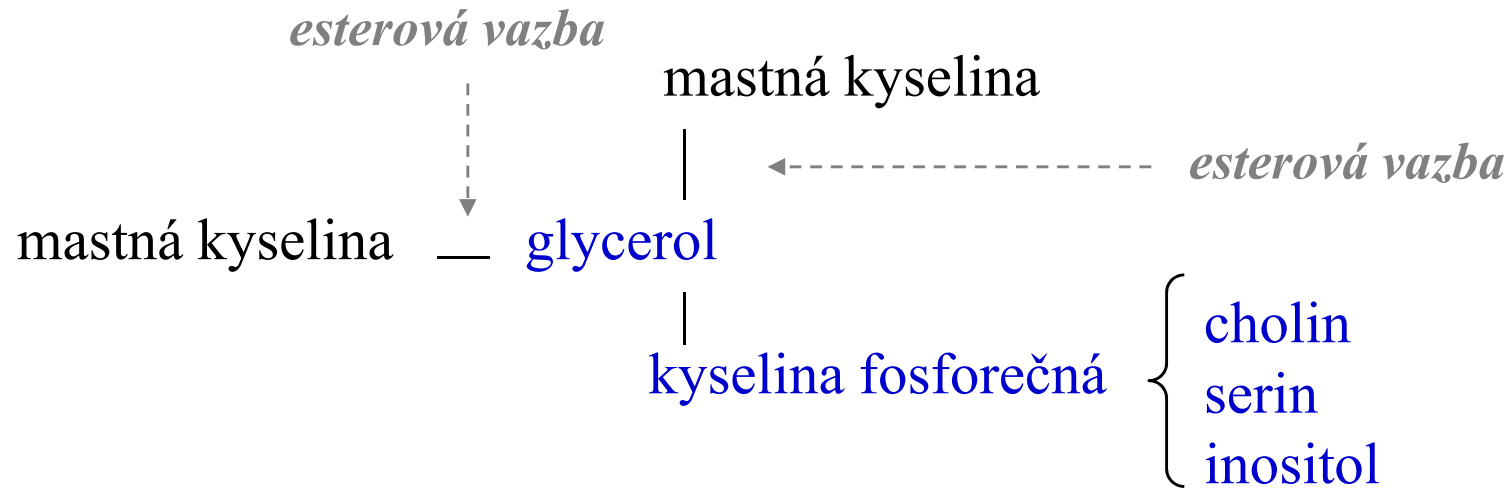 esterová vazba
mastná kyselina
esterová vazba
mastná kyselina
glycerol
kyselina fosforečná
cholin
serin
inositol